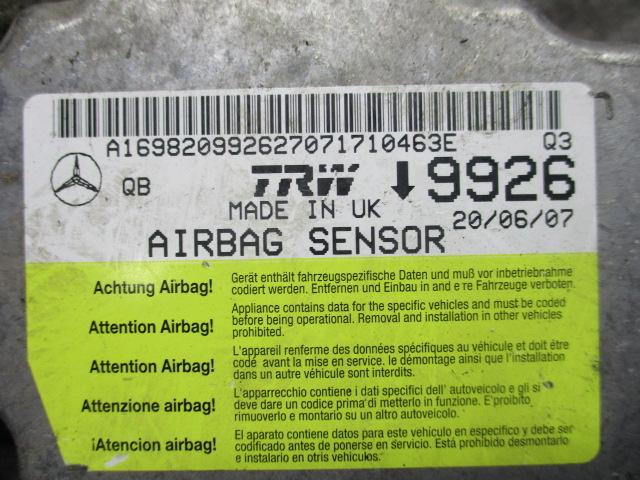 A169820992627071710463E Q3
QB TRW ↓9926
MADE IN UK 20/06/07
AIRBAG SENSOR
Achtung Airbag! Gerät enthält fahrzeugspezifische Daten und muß vor inbetriebnahme
codiert werden. Entfernen und Einbau in and e re Fahrzeuge verboten.
Attention Airbag! Appliance contains data for the specific vehicles and must be coded
before being operational. Removal and installation in other vehicles
prohibited.
Attention Airbag! L'appareil renferme des données spécifiques au véhicule et doit être
codé avant la mise en service. le démontage ainsi que l'installation
dans un autre véhicule sont interdits.
Attenzione airbag! L'apparecchio contiene i dati specifici dell' autoveicolo e gli si
deve dare un codice prima di metterlo in funzione. E'proibito
rimuoverlo e montarlo su un altro autoveicolo.
¡Atencion airbag! El aparato contiene datos para este vehículo en especifico y debe ser
codificado antes de ponerse en servicio. Está prohibido desmontarlo
e instalarlo en otris vehículos.